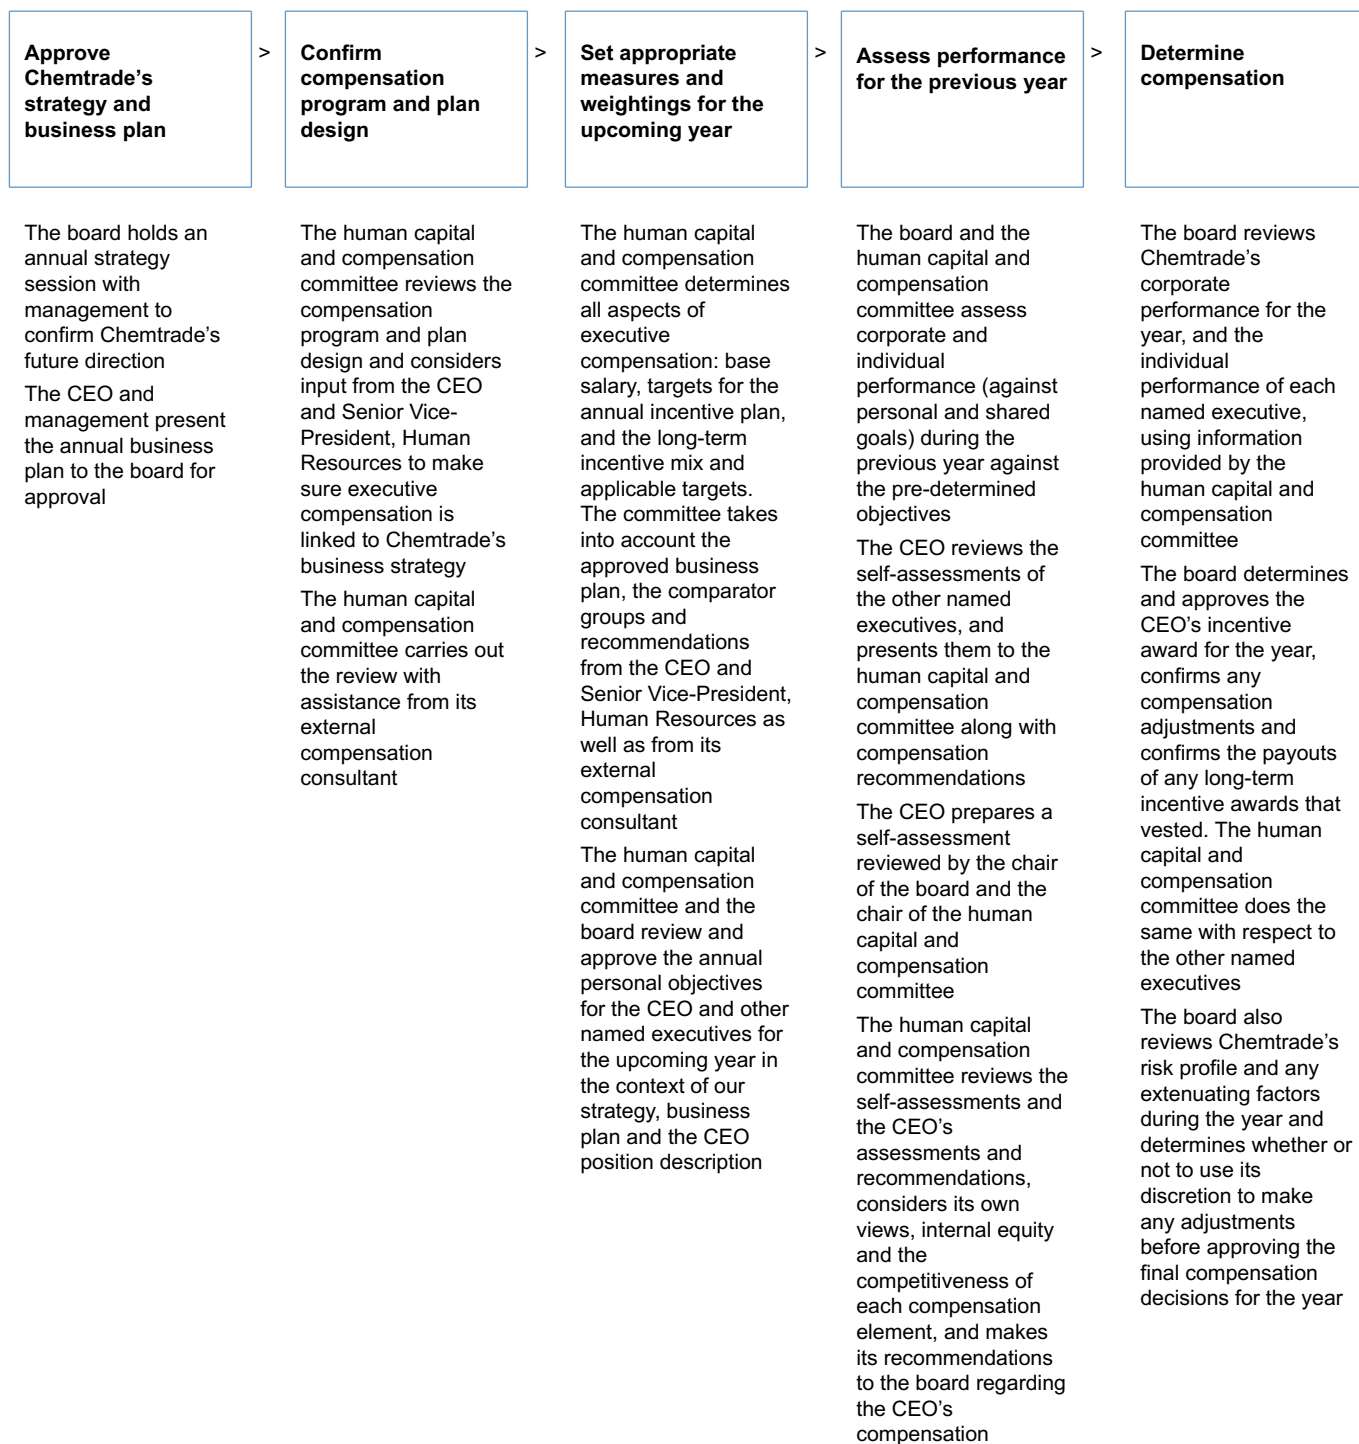 Approve
Chemtrade's
strategy and
business plan
>
Confirm
compensation
program and plan
design
>
Set appropriate
measures and
weightings for the
upcoming year
>
Assess performance
for the previous year
>
Determine
compensation
The board holds an
annual strategy
session with
management to
confirm Chemtrade's
future direction
The CEO and
management present
the annual business
plan to the board for
approval
The human capital
and compensation
committee reviews the
compensation
program and plan
design and considers
input from the CEO
and Senior Vice-
President, Human
Resources to make
sure executive
compensation is
linked to Chemtrade's
business strategy
The human capital
and compensation
committee carries out
the review with
assistance from its
external
compensation
consultant
The human capital
and compensation
committee determines
all aspects of
executive
compensation: base
salary, targets for the
annual incentive plan,
and the long-term
incentive mix and
applicable targets.
The committee takes
into account the
approved business
plan, the comparator
groups and
recommendations
from the CEO and
Senior Vice-President,
Human Resources as
well as from its
external
compensation
consultant
The human capital
and compensation
committee and the
board review and
approve the annual
personal objectives
for the CEO and other
named executives for
the upcoming year in
the context of our
strategy, business
plan and the CEO
position description
The board and the
human capital and
compensation
committee assess
corporate and
individual
performance (against
personal and shared
goals) during the
previous year against
the pre-determined
objectives
The CEO reviews the
self-assessments of
the other named
executives, and
presents them to the
human capital and
compensation
committee along with
compensation
recommendations
The CEO prepares a
self-assessment
reviewed by the chair
of the board and the
chair of the human
capital and
compensation
committee
The human capital
and compensation
committee reviews the
self-assessments and
the CEO's
assessments and
recommendations,
considers its own
views, internal equity
and the
competitiveness of
each compensation
element, and makes
its recommendations
to the board regarding
the CEO's
compensation
The board reviews
Chemtrade's
corporate
performance for the
year, and the
individual
performance of each
named executive,
using information
provided by the
human capital and
compensation
committee
The board determines
and approves the
CEO's incentive
award for the year,
confirms any
compensation
adjustments and
confirms the payouts
of any long-term
incentive awards that
vested. The human
capital and
compensation
committee does the
same with respect to
the other named
executives
The board also
reviews Chemtrade's
risk profile and any
extenuating factors
during the year and
determines whether or
not to use its
discretion to make
any adjustments
before approving the
final compensation
decisions for the year